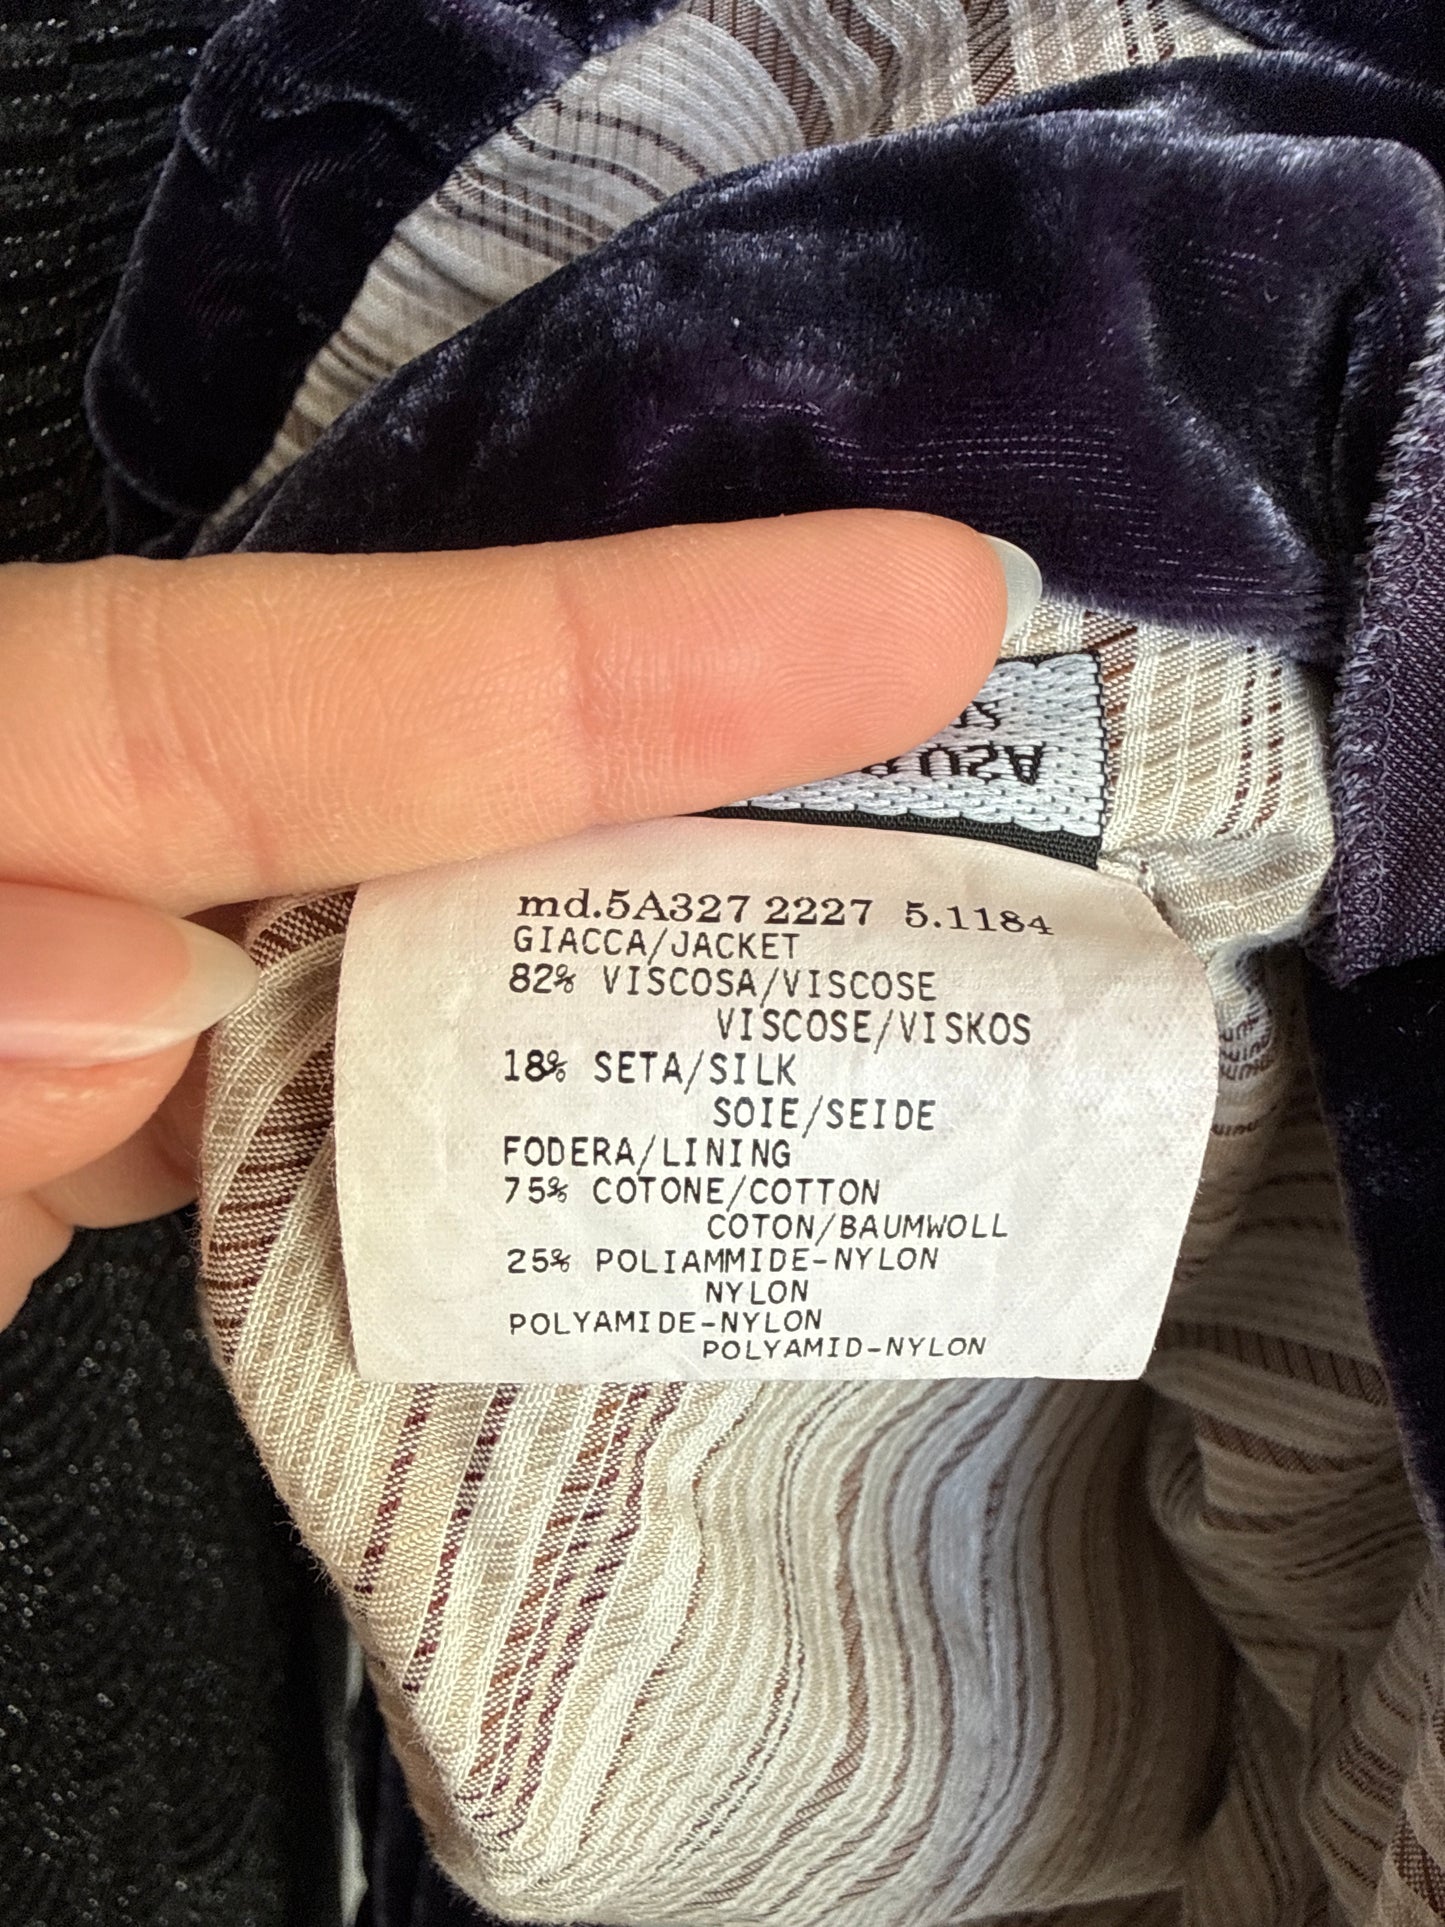 md.5A327 2227 5.1184
GIACCA/JACKET
82% VISCOSA/VISCOSE
VISCOSE/VISKOS
18% SETA/SILK
SOIE/SEIDE
FODERA/LINING
75% COTONE/COTTON
COTON/BAUMWOLL
25% POLIAMMIDE-NYLON
NYLON
POLYAMIDE-NYLON
POLYAMID-NYLON